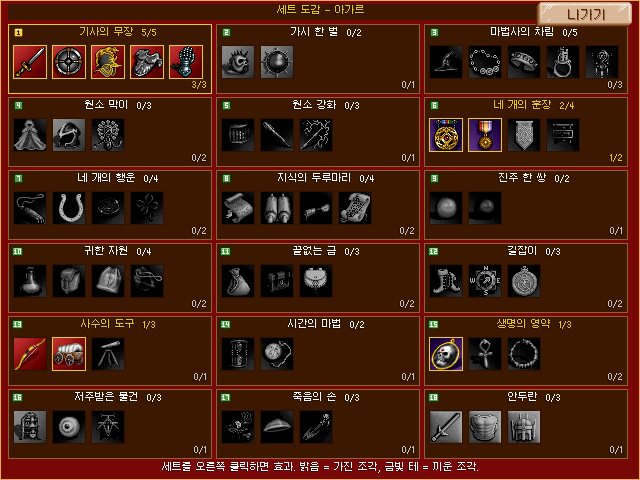 세트 도감 - 아가르
나가기
1 기사의 무장 5/5
3/3
2 가시 한 벌 0/2
0/1
3 마법사의 차림 0/5
0/3
4 원소 막이 0/3
0/2
5 원소 강화 0/3
0/1
6 네 개의 훈장 2/4
1/2
7 네 개의 행운 0/4
0/2
8 지식의 두루마리 0/4
0/2
9 진주 한 쌍 0/2
0/1
10 귀한 자원 0/4
0/2
11 끝없는 금 0/3
0/2
12 길잡이 0/3
N
W E
S
0/2
13 사수의 도구 1/3
0/1
14 시간의 마법 0/2
0/1
15 생명의 영약 1/3
0/2
16 저주받은 물건 0/3
0/1
17 죽음의 손 0/3
0/1
18 안두란 0/3
0/1
세트를 오른쪽 클릭하면 효과. 밝음 = 가진 조각, 금빛 테 = 끼운 조각.